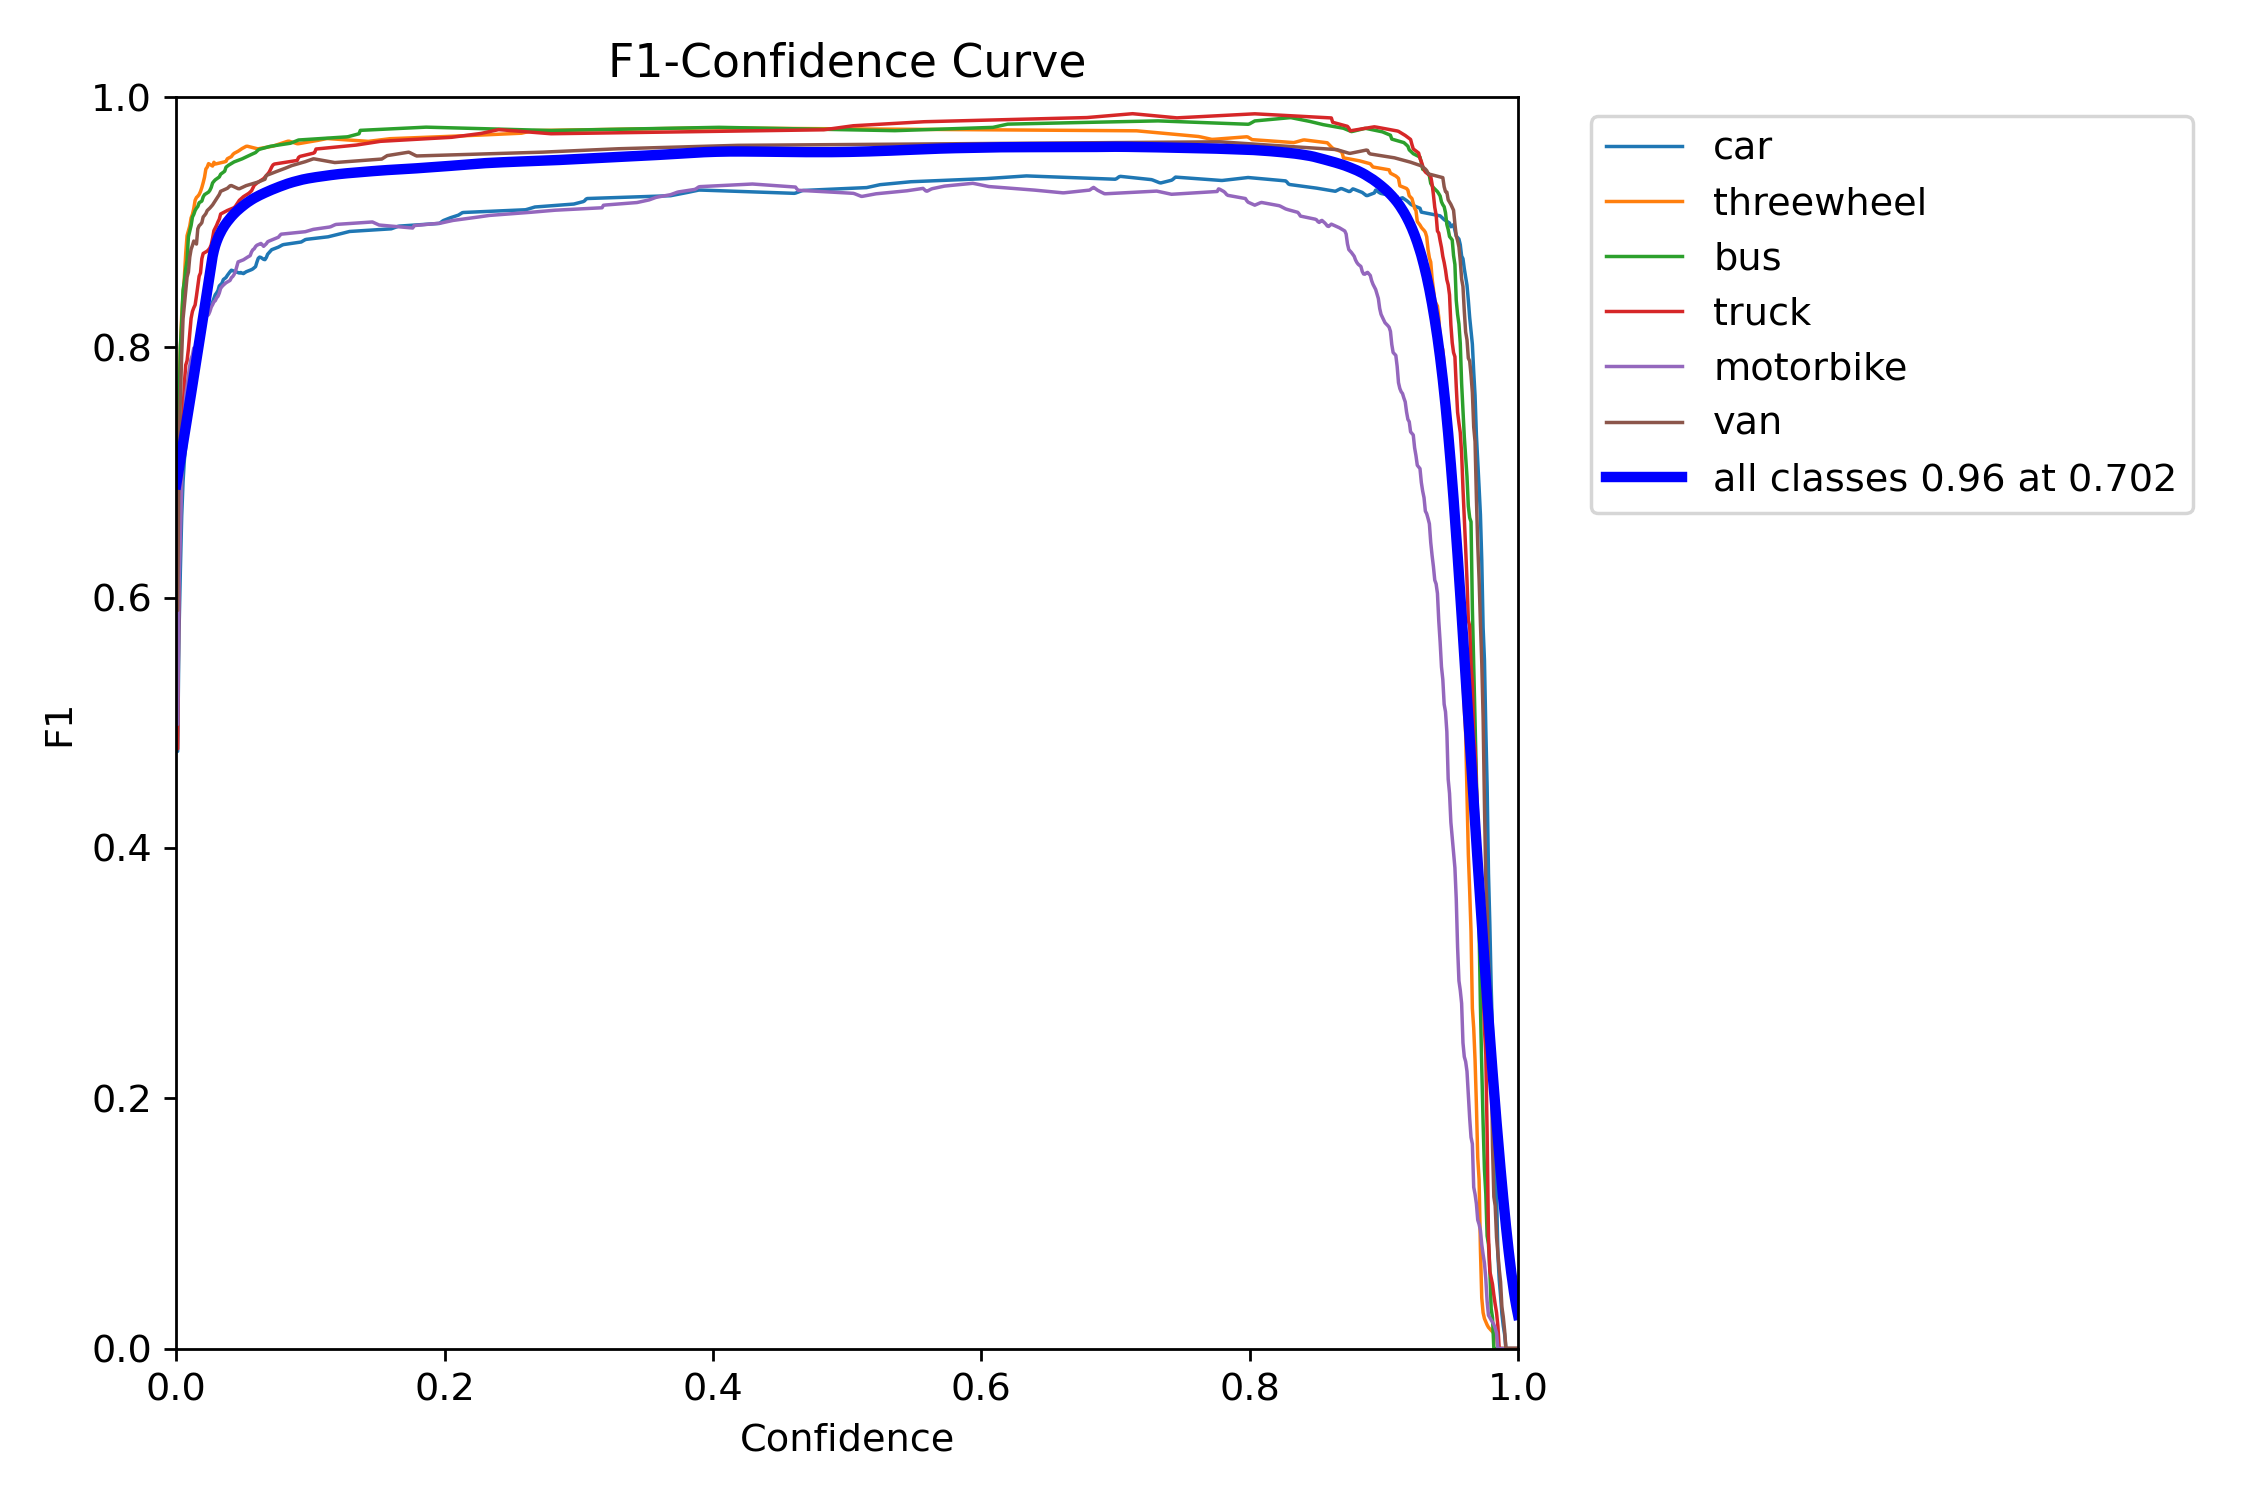 F1-Confidence Curve
1.0
0.8
0.6
0.4
0.2
0.0
F1
0.0 0.2 0.4 0.6 0.8 1.0
Confidence
car
threewheel
bus
truck
motorbike
van
all classes 0.96 at 0.702